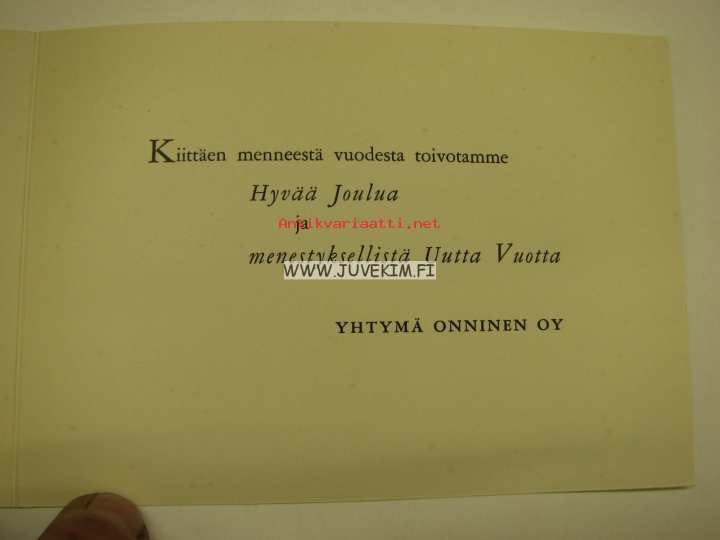 Kiittäen menneestä vuodesta toivotamme
Hyvää Joulua
Antikvariaatti.net
ja
menestyksellistä Uutta Vuotta
WWW.JUVEKIM.FI
YHTYMÄ ONNINEN OY